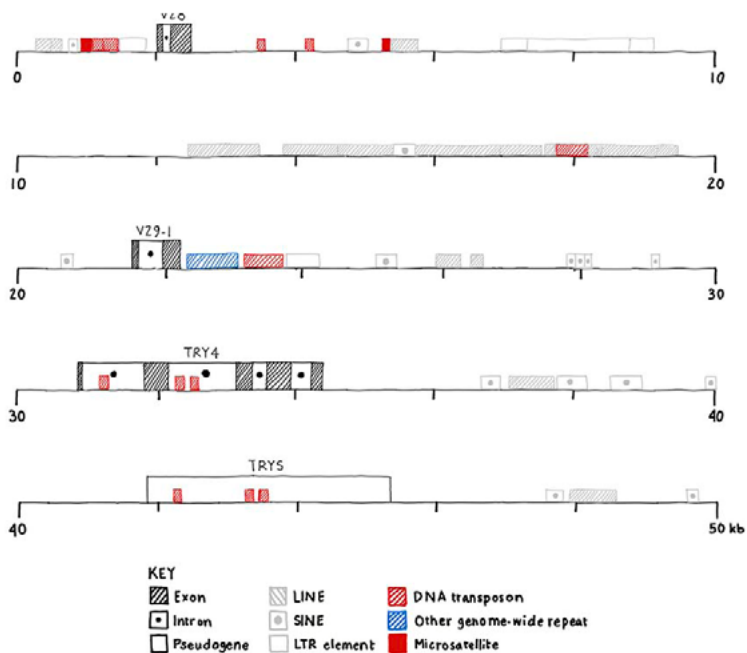 V28
0 10
10 20
V29-1
20 30
TRY4
30 40
TRY5
40 50 kb
KEY
Exon LINE DNA transposon
Intron SINE Other genome-wide repeat
Pseudogene LTR element Microsatellite